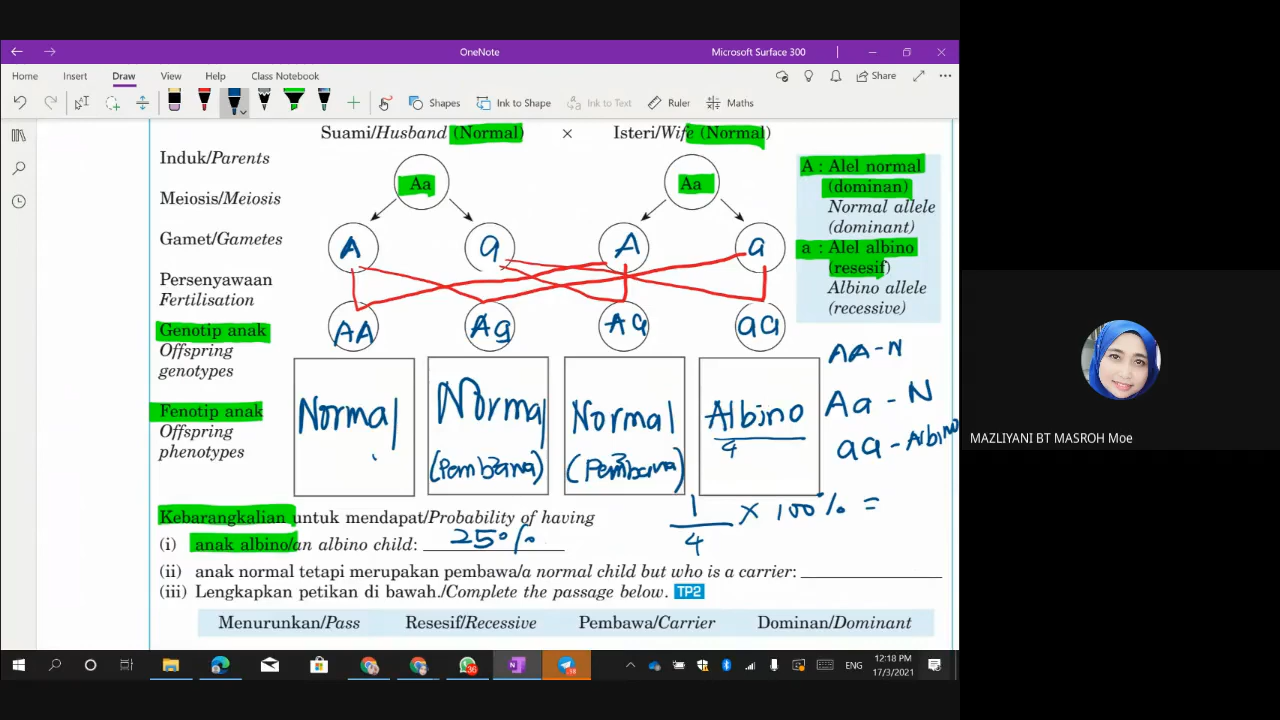 OneNote
Microsoft Surface 300
Home Insert Draw View Help Class Notebook
Share
Shapes Ink to Shape Ink to Text Ruler Maths
Suami/Husband (Normal) × Isteri/Wife (Normal)
Induk/Parents
Aa Aa
Meiosis/Meiosis
Gamet/Gametes
A a A a
Persenyawaan
Fertilisation
Genotip anak
Offspring
genotypes
AA Aa Aa aa
Fenotip anak
Offspring
phenotypes
Normal
Normal
(Pembawa)
Normal
(Pembawa)
Albino
4
A : Alel normal
(dominan)
Normal allele
(dominant)
a : Alel albino
(resesif)
Albino allele
(recessive)
AA - N
Aa - N
aa - Albino
1/4 × 100% =
Kebarangkalian untuk mendapat/Probability of having
(i) anak albino/an albino child: 25%
(ii) anak normal tetapi merupakan pembawa/a normal child but who is a carrier:
(iii) Lengkapkan petikan di bawah./Complete the passage below. TP2
Menurunkan/Pass Resesif/Recessive Pembawa/Carrier Dominan/Dominant
ENG
12:18 PM
17/3/2021
MAZLIYANI BT MASROH Moe